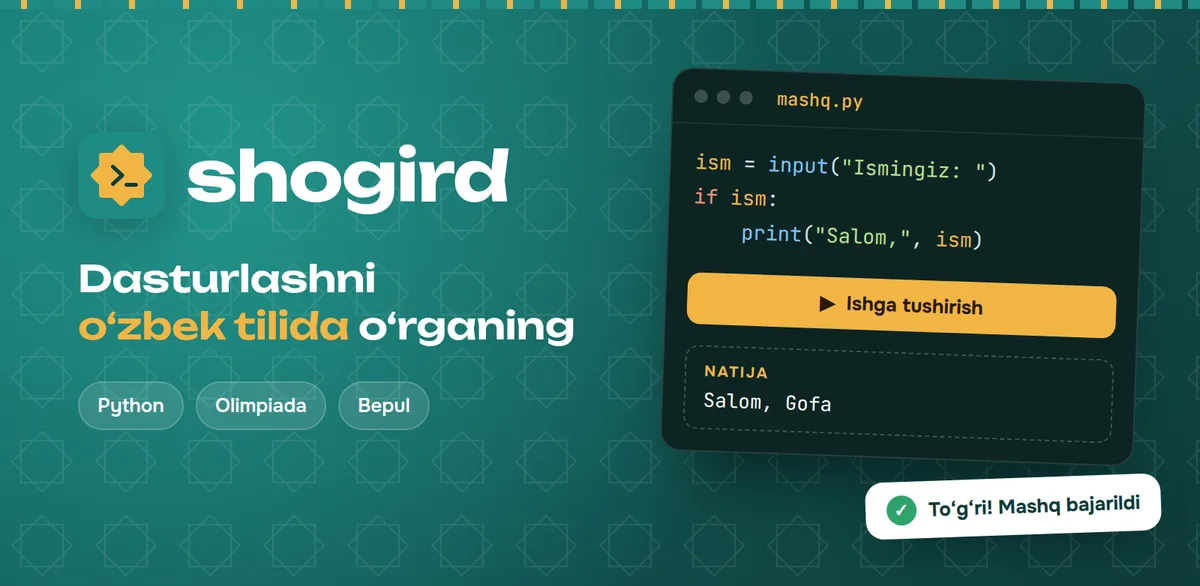 shogird
Dasturlashni
o‘zbek tilida o‘rganing
Python
Olimpiada
Bepul
mashq.py
ism = input("Ismingiz: ")
if ism:
    print("Salom,", ism)
▶ Ishga tushirish
NATIJA
Salom, Gofa
✓ To‘g‘ri! Mashq bajarildi